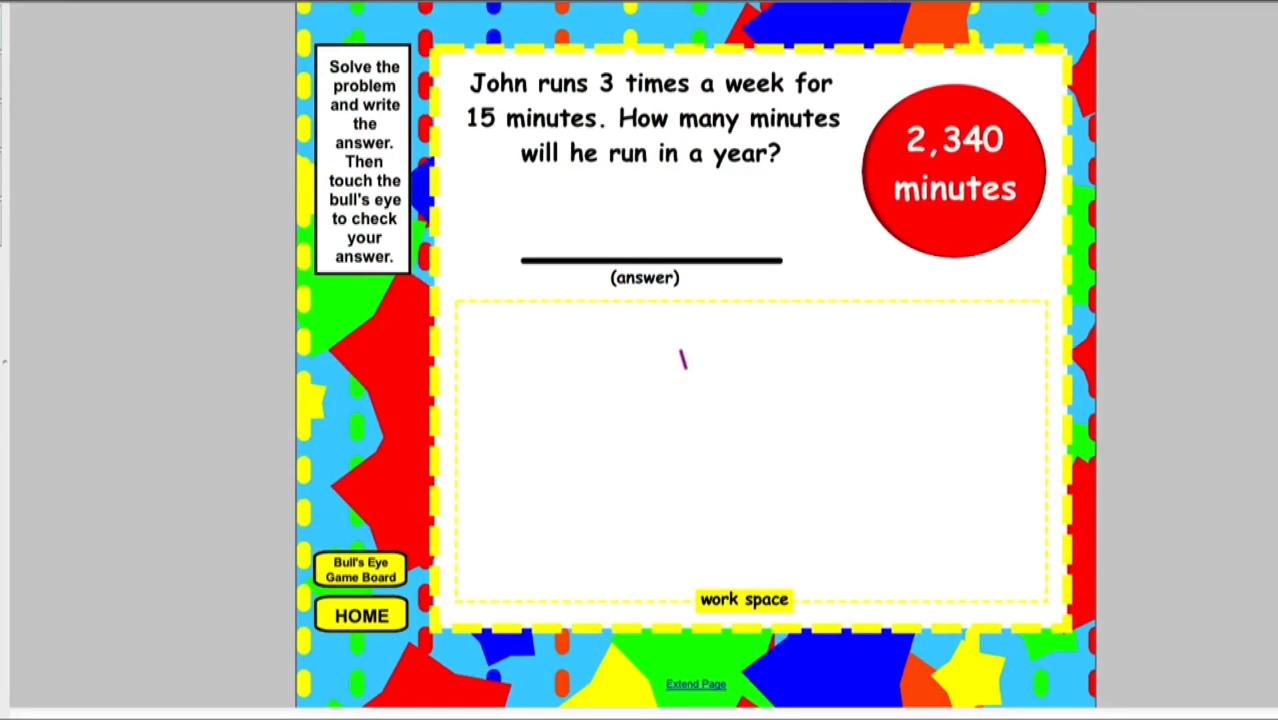 Solve the
problem
and write
the
answer.
Then
touch the
bull's eye
to check
your
answer.
John runs 3 times a week for
15 minutes. How many minutes
will he run in a year?
2,340
minutes
(answer)
work space
Bull's Eye
Game Board
HOME
Extend Page